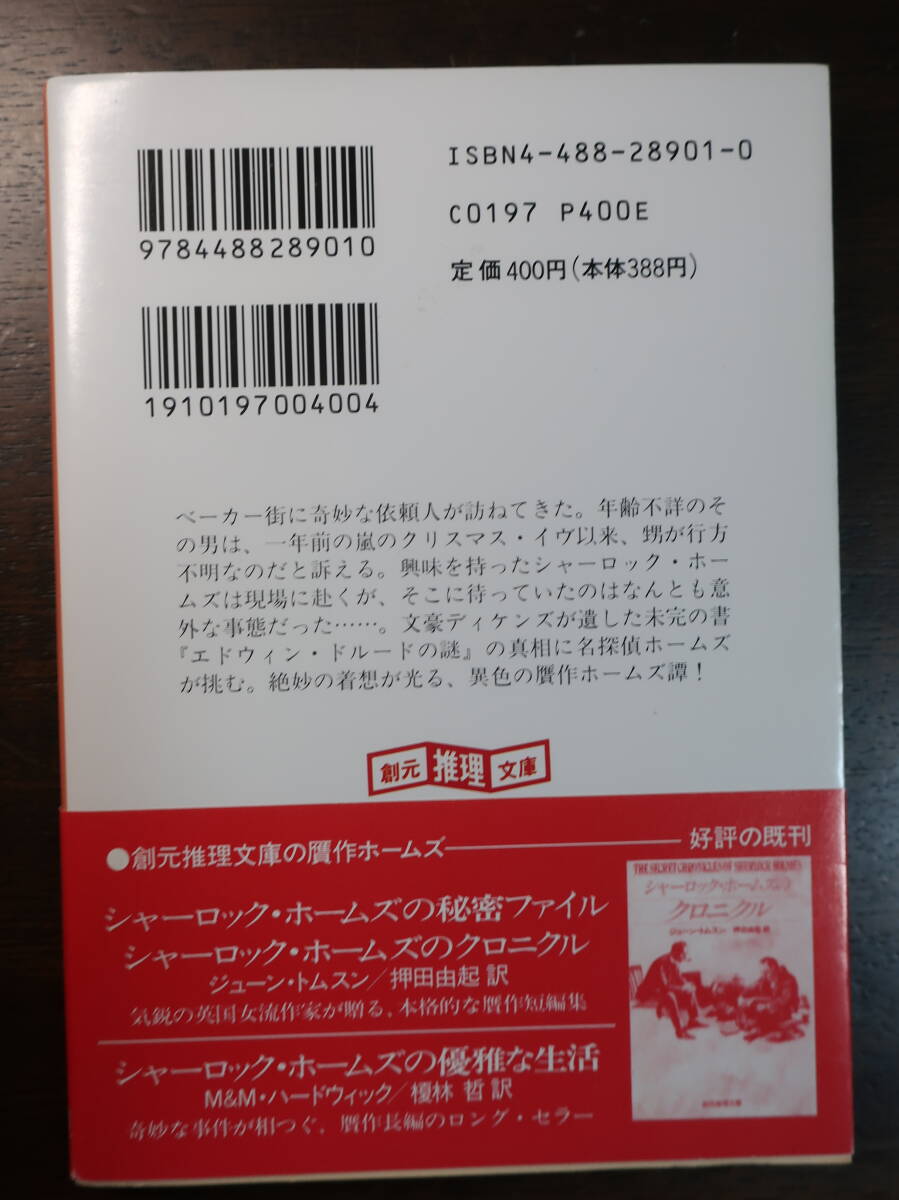 ISBN4-488-28901-0
9784488289010
C0197 P400E
定価400円(本体388円)
1910197004004
ベーカー街に奇妙な依頼人が訪ねてきた。年齢不詳のそ
の男は、一年前の嵐のクリスマス・イヴ以来、甥が行方
不明なのだと訴える。興味を持ったシャーロック・ホー
ムズは現場に赴くが、そこに待っていたのはなんとも意
外な事態だった……。文豪ディケンズが遺した未完の書
『エドウィン・ドルードの謎』の真相に名探偵ホームズ
が挑む。絶妙の着想が光る、異色の贋作ホームズ譚！
創元推理文庫
●創元推理文庫の贋作ホームズ――好評の既刊
シャーロック・ホームズの秘密ファイル
シャーロック・ホームズのクロニクル
ジューン・トムスン／押田由起 訳
気鋭の英国女流作家が贈る、本格的な贋作短編集
シャーロック・ホームズの優雅な生活
M&M・ハードウィック／榎林 哲 訳
奇妙な事件が相つぐ、贋作長編のロング・セラー
THE SECRET CHRONICLES OF SHERLOCK HOLMES
シャーロック・ホームズの
クロニクル
ジューン・トムスン 押田由起 訳